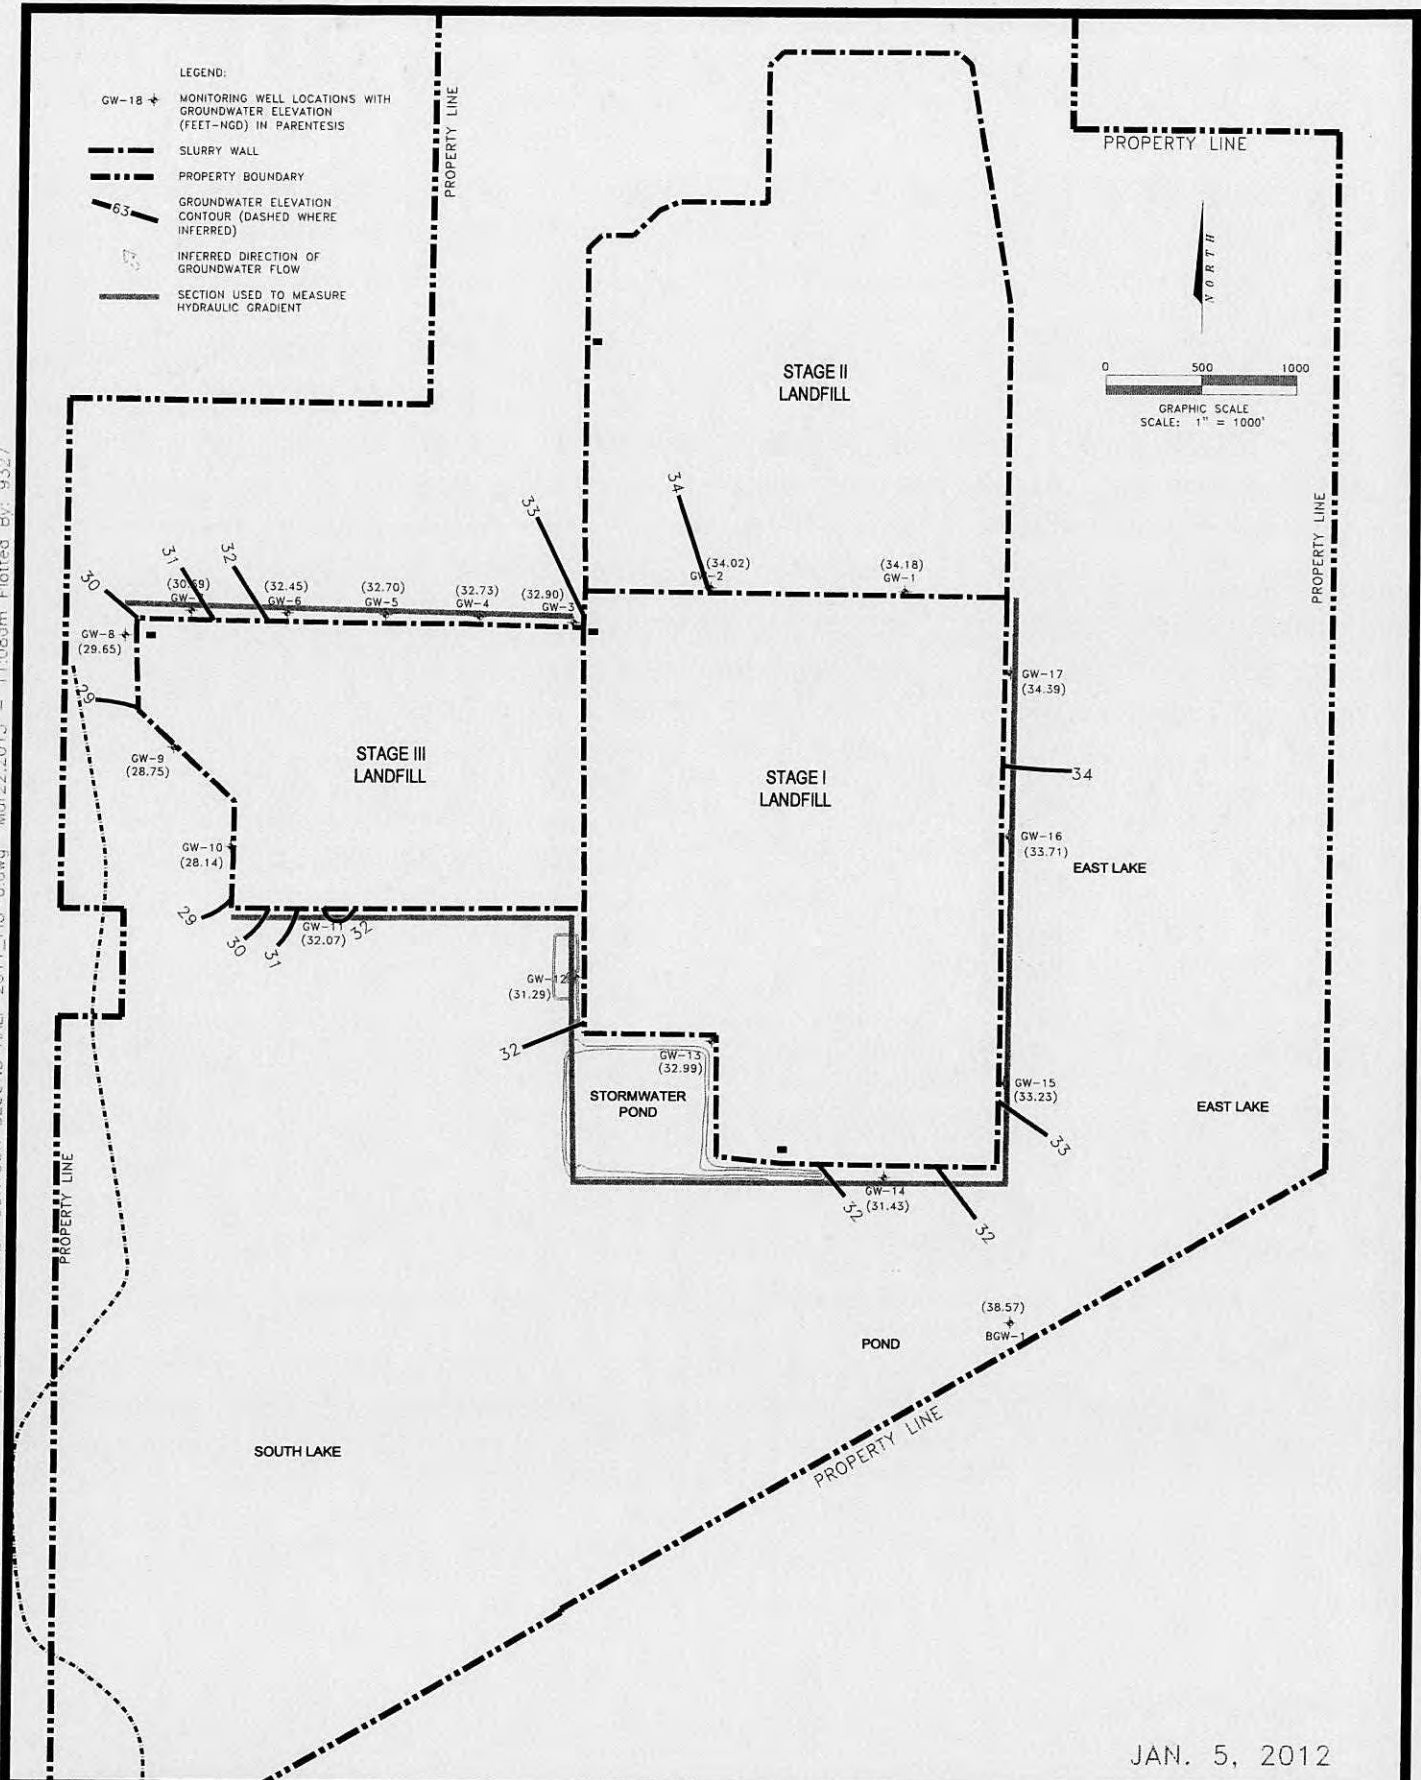 LEGEND:
GW-18 MONITORING WELL LOCATIONS WITH
GROUNDWATER ELEVATION
(FEET-NGD) IN PARENTESIS
SLURRY WALL
PROPERTY BOUNDARY
63 GROUNDWATER ELEVATION
CONTOUR (DASHED WHERE
INFERRED)
INFERRED DIRECTION OF
GROUNDWATER FLOW
SECTION USED TO MEASURE
HYDRAULIC GRADIENT
PROPERTY LINE
PROPERTY LINE
NORTH
0 500 1000
GRAPHIC SCALE
SCALE: 1" = 1000'
STAGE II
LANDFILL
PROPERTY LINE
34
33
(34.02)
GW-2
(34.18)
GW-1
30
31
32
(30.69)
GW-
(32.45)
GW-6
(32.70)
GW-5
(32.73)
GW-4
(32.90)
GW-3
GW-8
(29.65)
29
GW-17
(34.39)
GW-9
(28.75)
STAGE III
LANDFILL
STAGE I
LANDFILL
34
GW-16
(33.71)
EAST LAKE
GW-10
(28.14)
29
30
31
GW-11
(32.07)
32
GW-12
(31.29)
32
GW-13
(32.99)
STORMWATER
POND
GW-15
(33.23)
33
EAST LAKE
PROPERTY LINE
32
GW-14
(31.43)
32
(38.57)
BGW-1
POND
PROPERTY LINE
SOUTH LAKE
JAN. 5, 2012
Plotted By: 9327